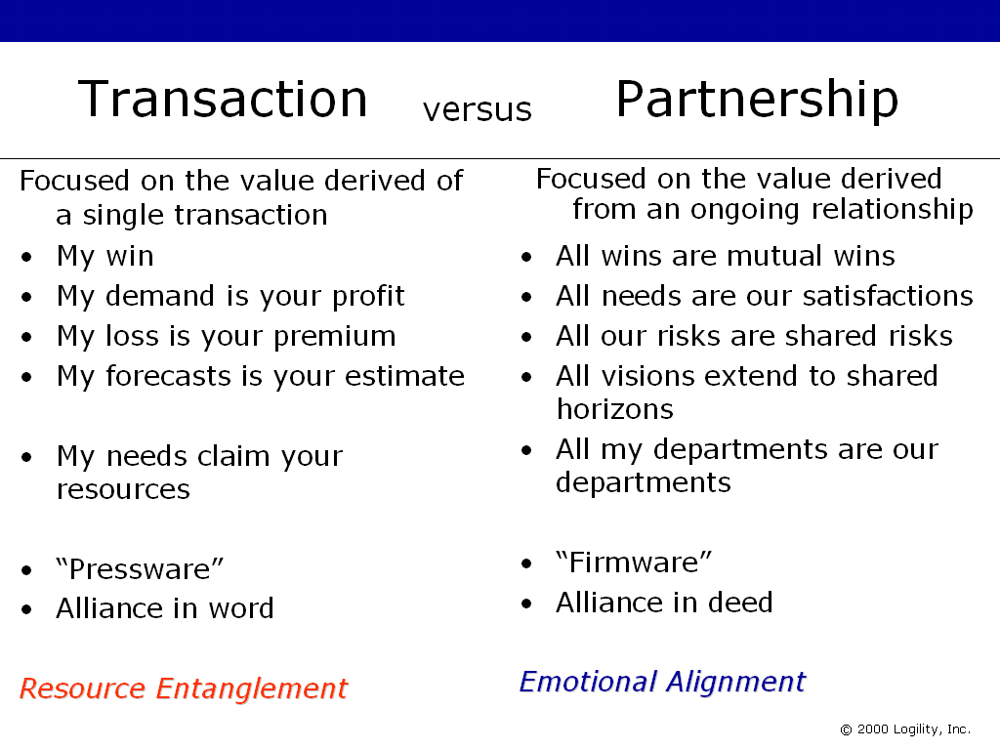 Transaction versus Partnership
Focused on the value derived of
a single transaction
• My win
• My demand is your profit
• My loss is your premium
• My forecasts is your estimate
• My needs claim your
resources
• “Pressware”
• Alliance in word
Resource Entanglement
Focused on the value derived
from an ongoing relationship
• All wins are mutual wins
• All needs are our satisfactions
• All our risks are shared risks
• All visions extend to shared
horizons
• All my departments are our
departments
• “Firmware”
• Alliance in deed
Emotional Alignment
© 2000 Logility, Inc.